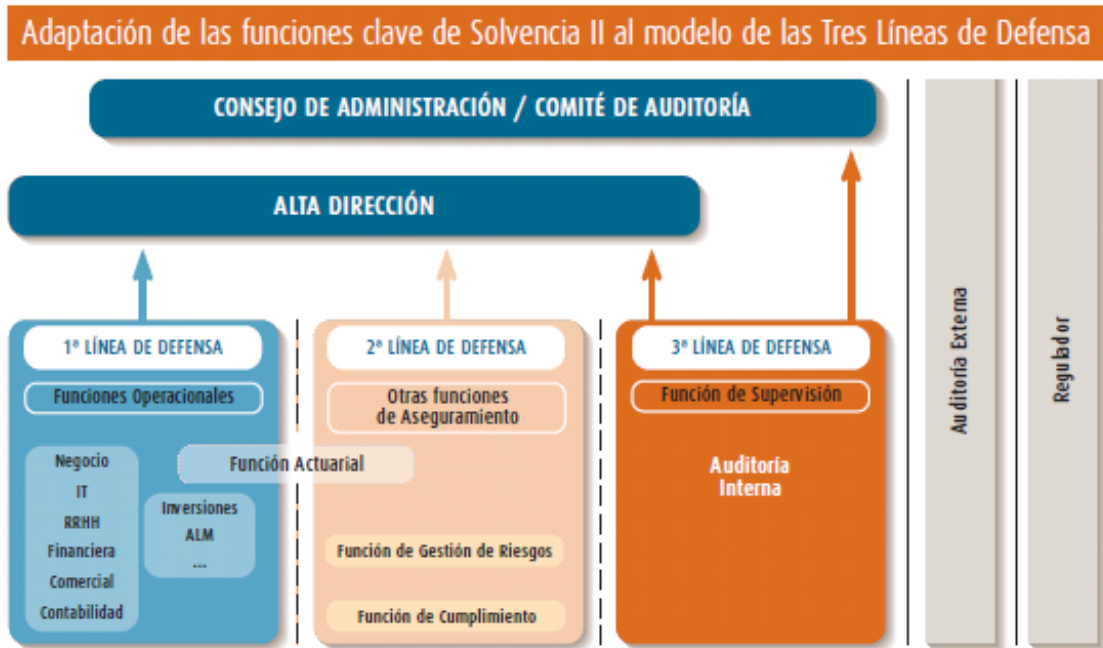 Adaptación de las funciones clave de Solvencia II al modelo de las Tres Líneas de Defensa
CONSEJO DE ADMINISTRACIÓN / COMITÉ DE AUDITORÍA
ALTA DIRECCIÓN
1ª LÍNEA DE DEFENSA
Funciones Operacionales
Negocio
IT
RRHH
Financiera
Comercial
Contabilidad
Inversiones
ALM
...
Función Actuarial
2ª LÍNEA DE DEFENSA
Otras funciones
de Aseguramiento
Función de Gestión de Riesgos
Función de Cumplimiento
3ª LÍNEA DE DEFENSA
Función de Supervisión
Auditoría
Interna
Auditoría Externa
Regulador